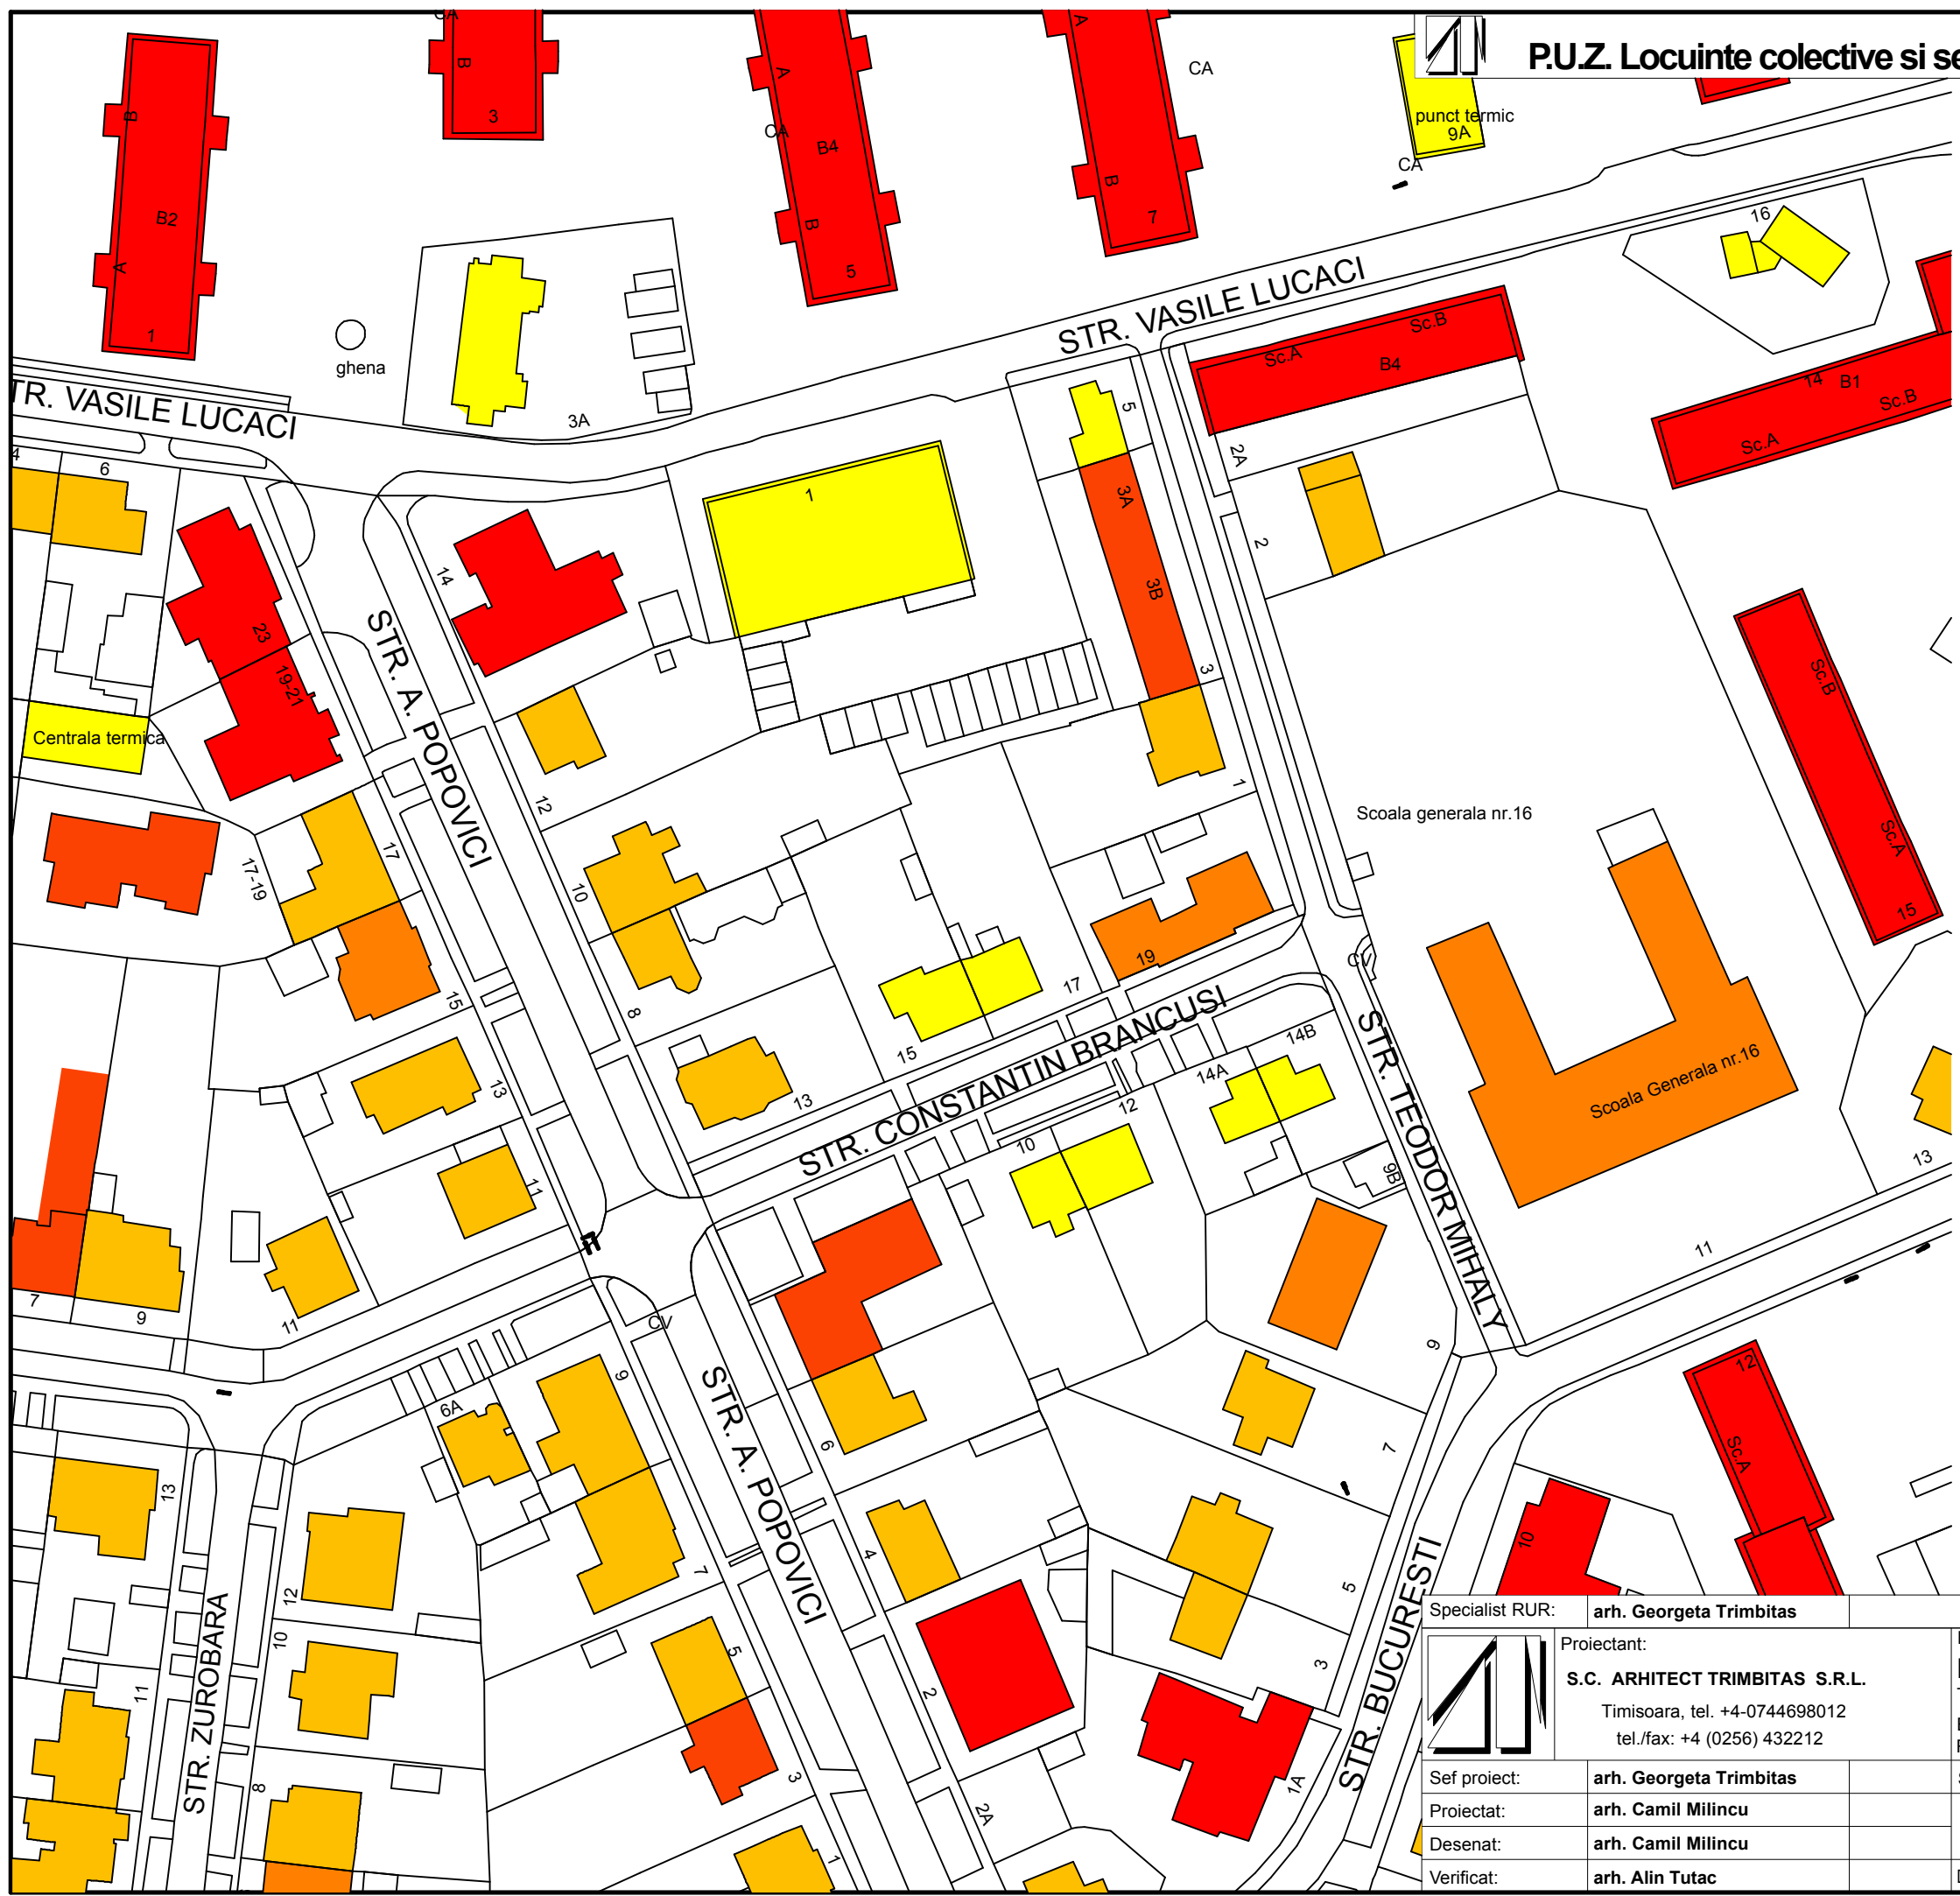 P.U.Z. Locuinte colective si se
CA
B
3
A
CA
B4
B
5
A
CA
B
7
punct termic
9A
CA
16
B
B2
A
1
ghena
3A
STR. VASILE LUCACI
TR. VASILE LUCACI
Sc.A
Sc.B
B4
14
B1
Sc.B
Sc.A
4
6
5
2A
1
3A
3B
2
14
23
19-21
3
Sc.B
STR. A. POPOVICI
Centrala termica
12
1
Scoala generala nr.16
Sc.A
17
17-19
10
15
15
8
19
17
CV
15
STR. CONSTANTIN BRANCUSI
14B
14A
13
13
12
10
Scoala Generala nr.16
STR. TEODOR MIHALY
11
9B
13
11
7
9
11
CV
9
9
12
6A
STR. A. POPOVICI
6
7
Sc.A
13
12
4
7
5
10
STR. ZUROBARA
10
5
3
11
2
STR. BUCURESTI
8
3
2A
1A
1
Specialist RUR:
arh. Georgeta Trimbitas
Proiectant:
S.C. ARHITECT TRIMBITAS S.R.L.
Timisoara, tel. +4-0744698012
tel./fax: +4 (0256) 432212
Sef proiect:
arh. Georgeta Trimbitas
Proiectat:
arh. Camil Milincu
Desenat:
arh. Camil Milincu
Verificat:
arh. Alin Tutac